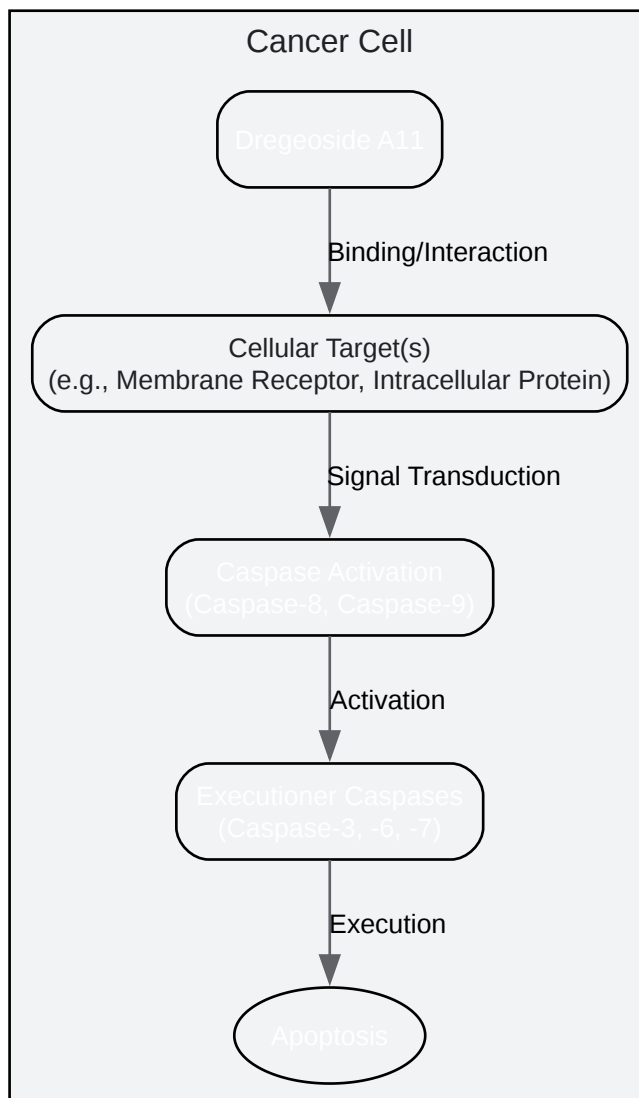 Cancer Cell
Dregeoside A11
Binding/Interaction
Cellular Target(s)
(e.g., Membrane Receptor, Intracellular Protein)
Signal Transduction
Caspase Activation
(Caspase-8, Caspase-9)
Activation
Executioner Caspases
(Caspase-3, -6, -7)
Execution
Apoptosis